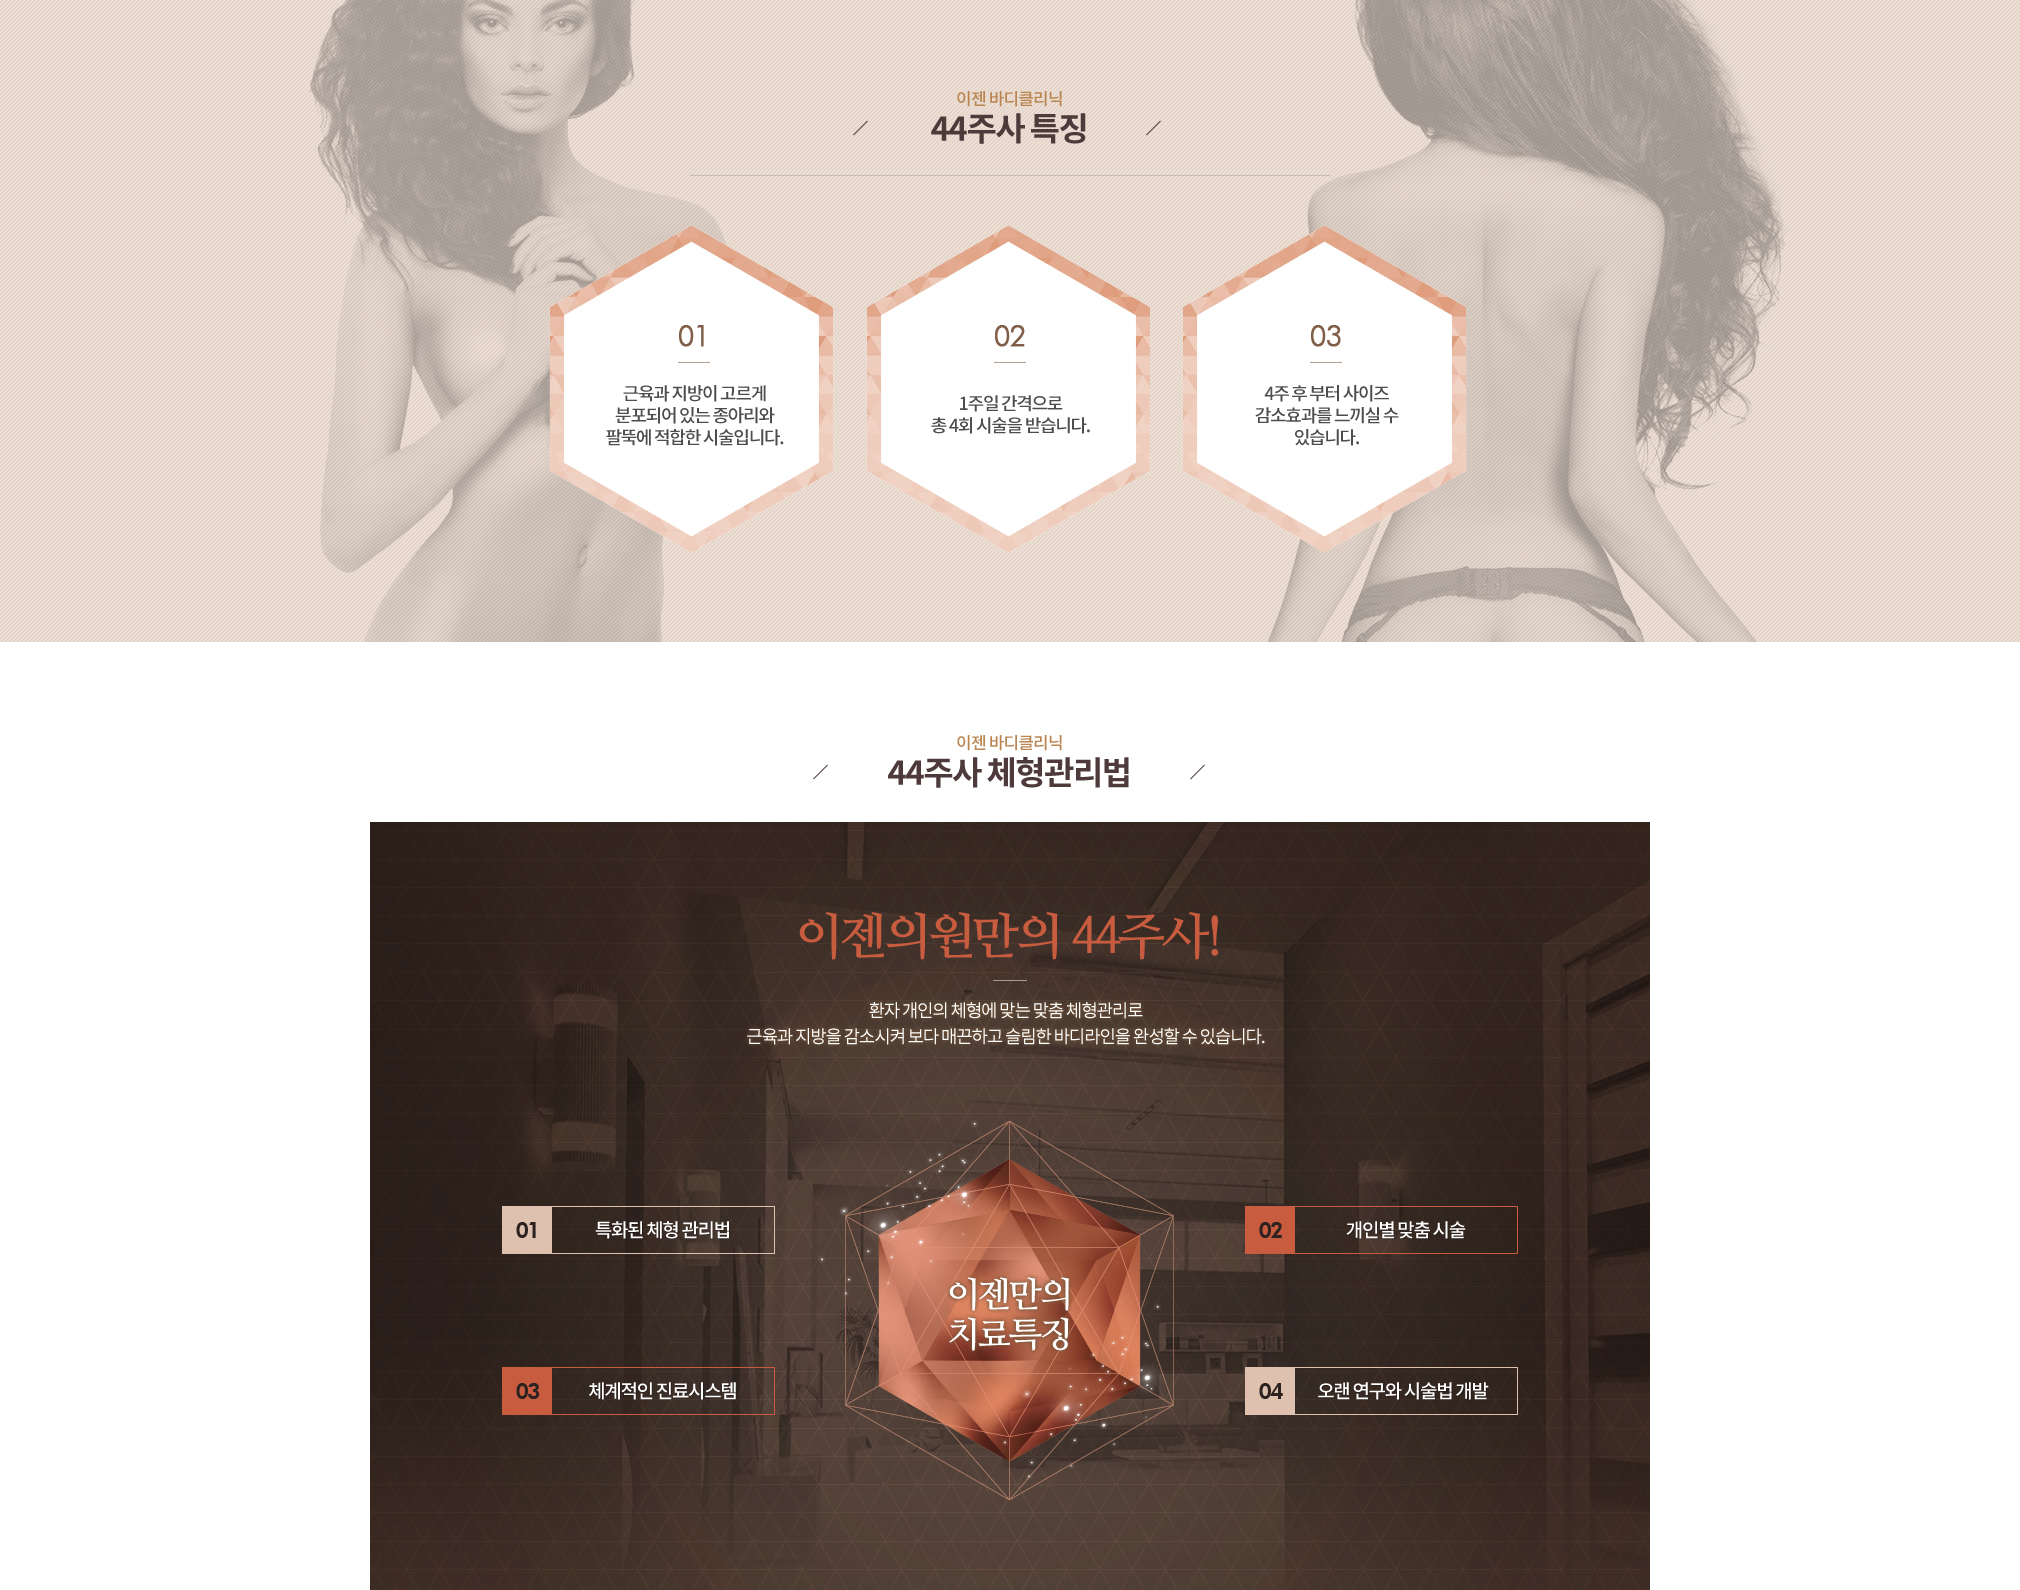 이젠 바디클리닉
44주사 특징
01
근육과 지방이 고르게
분포되어 있는 종아리와
팔뚝에 적합한 시술입니다.
02
1주일 간격으로
총 4회 시술을 받습니다.
03
4주 후 부터 사이즈
감소효과를 느끼실 수
있습니다.
이젠 바디클리닉
44주사 체형관리법
이젠의원만의 44주사!
환자 개인의 체형에 맞는 맞춤 체형관리로
근육과 지방을 감소시켜 보다 매끈하고 슬림한 바디라인을 완성할 수 있습니다.
01 특화된 체형 관리법
02 개인별 맞춤 시술
이젠만의
치료특징
03 체계적인 진료시스템
04 오랜 연구와 시술법 개발